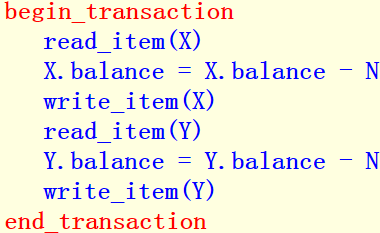 begin_transaction
read_item(X)
X.balance = X.balance - N
write_item(X)
read_item(Y)
Y.balance = Y.balance - N
write_item(Y)
end_transaction